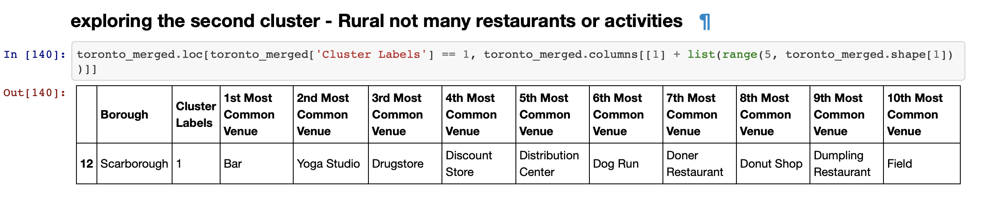 exploring the second cluster - Rural not many restaurants or activities ¶
In [140]: toronto_merged.loc[toronto_merged['Cluster Labels'] == 1, toronto_merged.columns[[1] + list(range(5, toronto_merged.shape[1])
)]]
Out[140]:
Borough
Cluster
Labels
1st Most
Common
Venue
2nd Most
Common
Venue
3rd Most
Common
Venue
4th Most
Common
Venue
5th Most
Common
Venue
6th Most
Common
Venue
7th Most
Common
Venue
8th Most
Common
Venue
9th Most
Common
Venue
10th Most
Common
Venue
12
Scarborough
1
Bar
Yoga Studio
Drugstore
Discount
Store
Distribution
Center
Dog Run
Doner
Restaurant
Donut Shop
Dumpling
Restaurant
Field